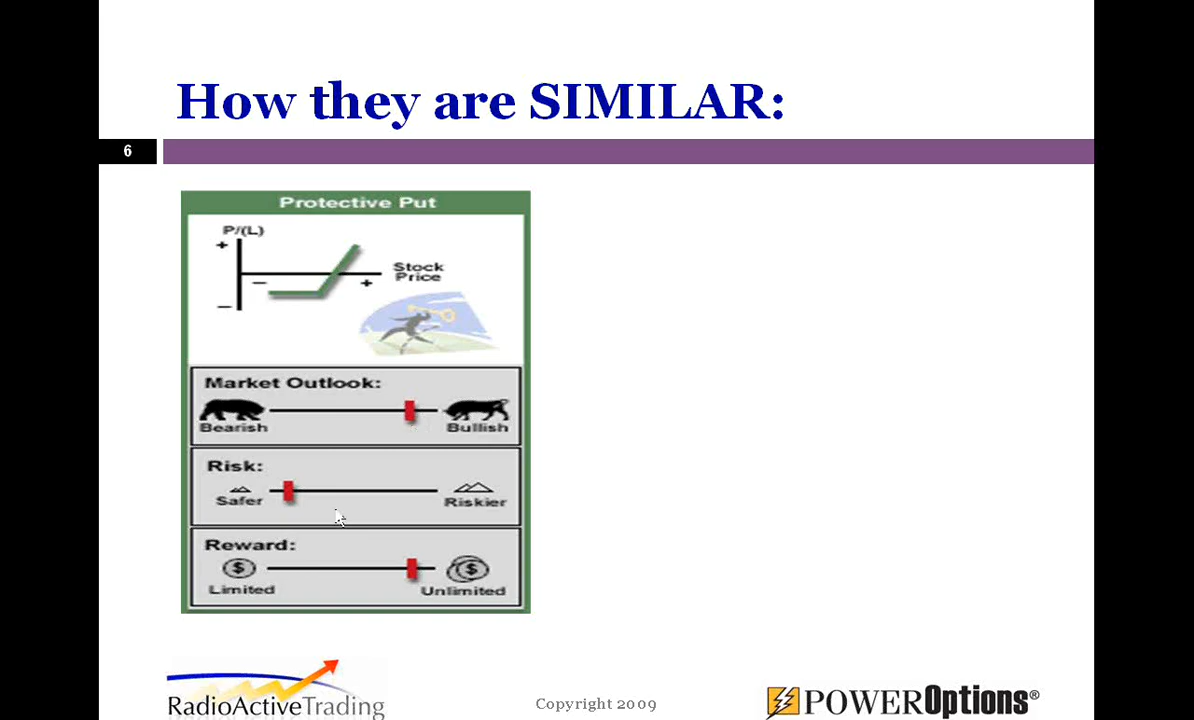 How they are SIMILAR:
6
Protective Put
P/(L)
+
Stock
Price
−
+
−
Market Outlook:
Bearish
Bullish
Risk:
Safer
Riskier
Reward:
$
$
Limited
Unlimited
RadioActiveTrading
Copyright 2009
POWEROptions®